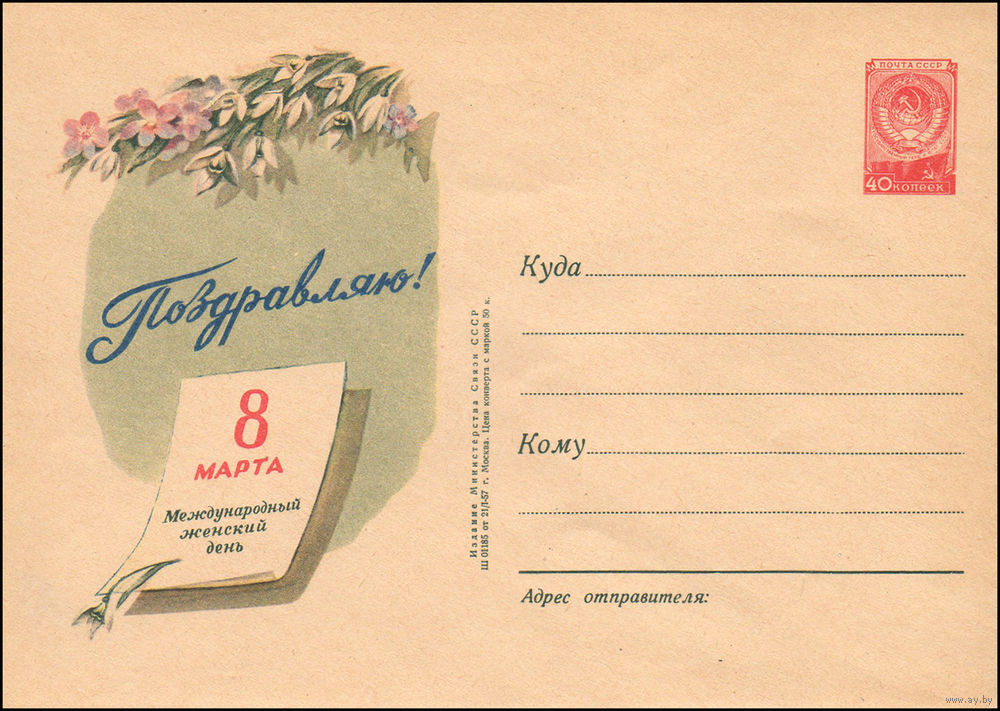 Поздравляю!
8
МАРТА
Международный
женский
день
Издание Министерства Связи СССР
Ш 01185 от 21/I-57 г. Москва. Цена конверта с маркой 50 к.
ПОЧТА СССР
40 КОПЕЕК
Куда
Кому
Адрес отправителя:
www.ay.by